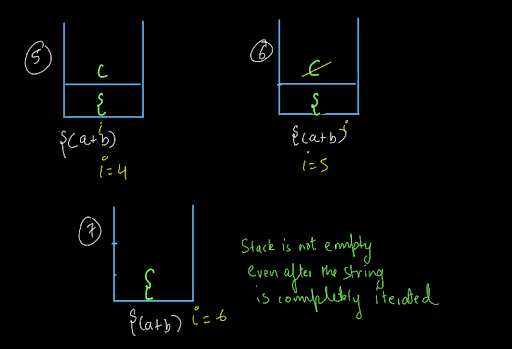 5
(
{
i
{(a+b)
i=4
6
(
{
{(a+b)
i
i=5
7
{
{(a+b)
i=6
Stack is not empty
even after the string
is completely iterated